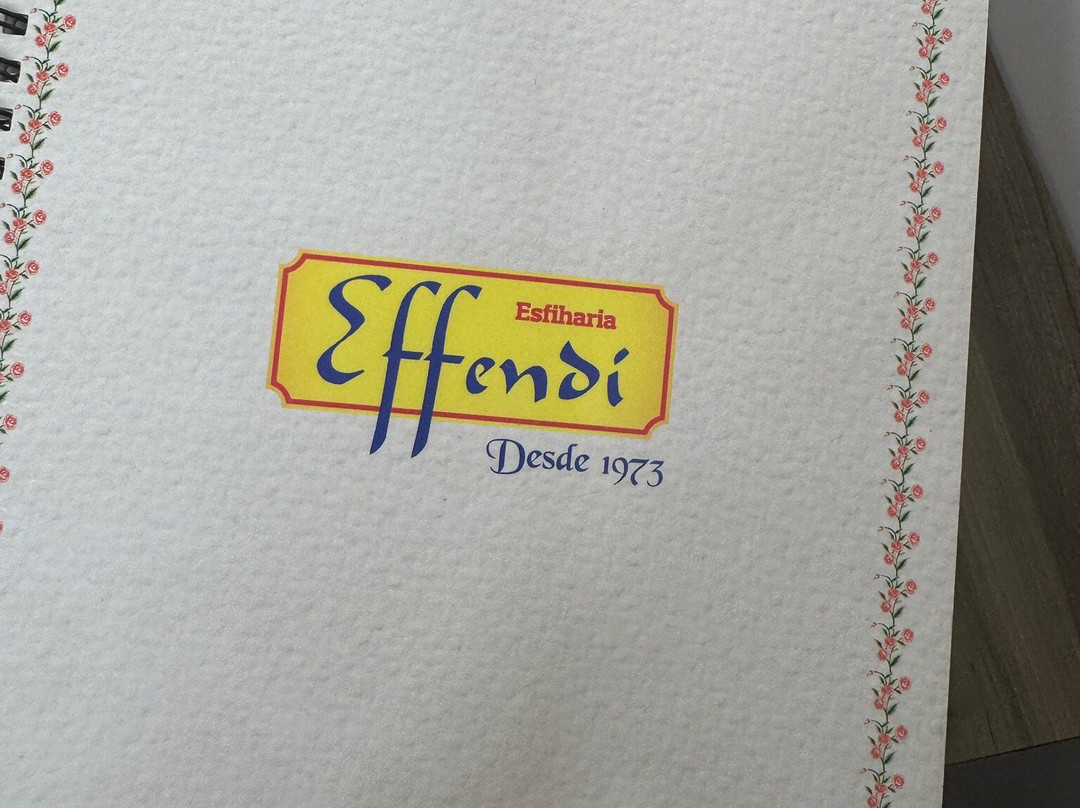 Esfiharia
Effendi
Desde 1973